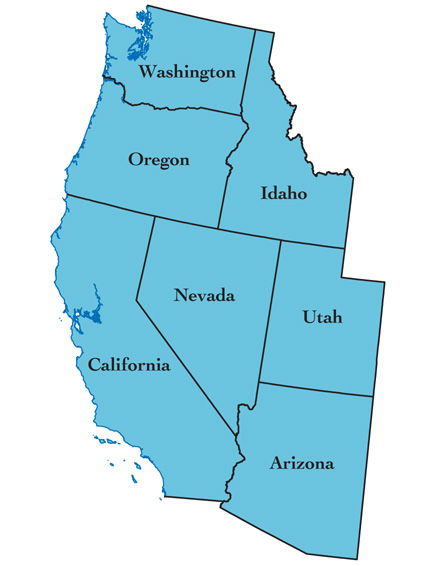 Washington
Oregon
Idaho
Nevada
Utah
California
Arizona